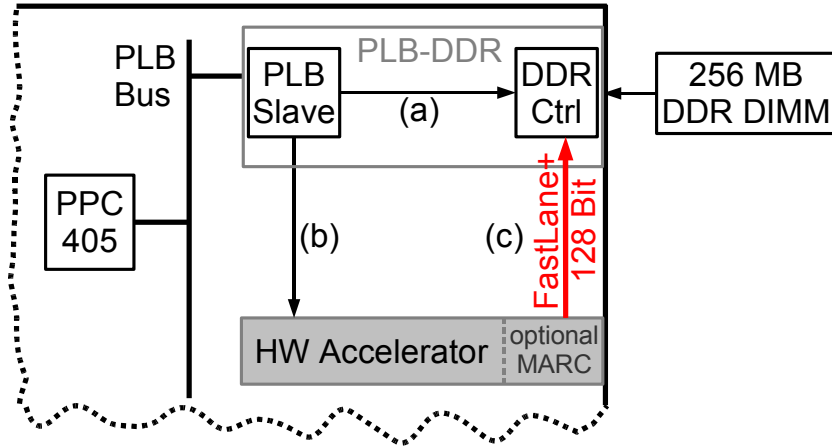 PLB-DDR
PLB
Bus
PLB
Slave
(a)
DDR
Ctrl
256 MB
DDR DIMM
PPC
405
(b)
(c)
FastLane+
128 Bit
HW Accelerator
optional
MARC